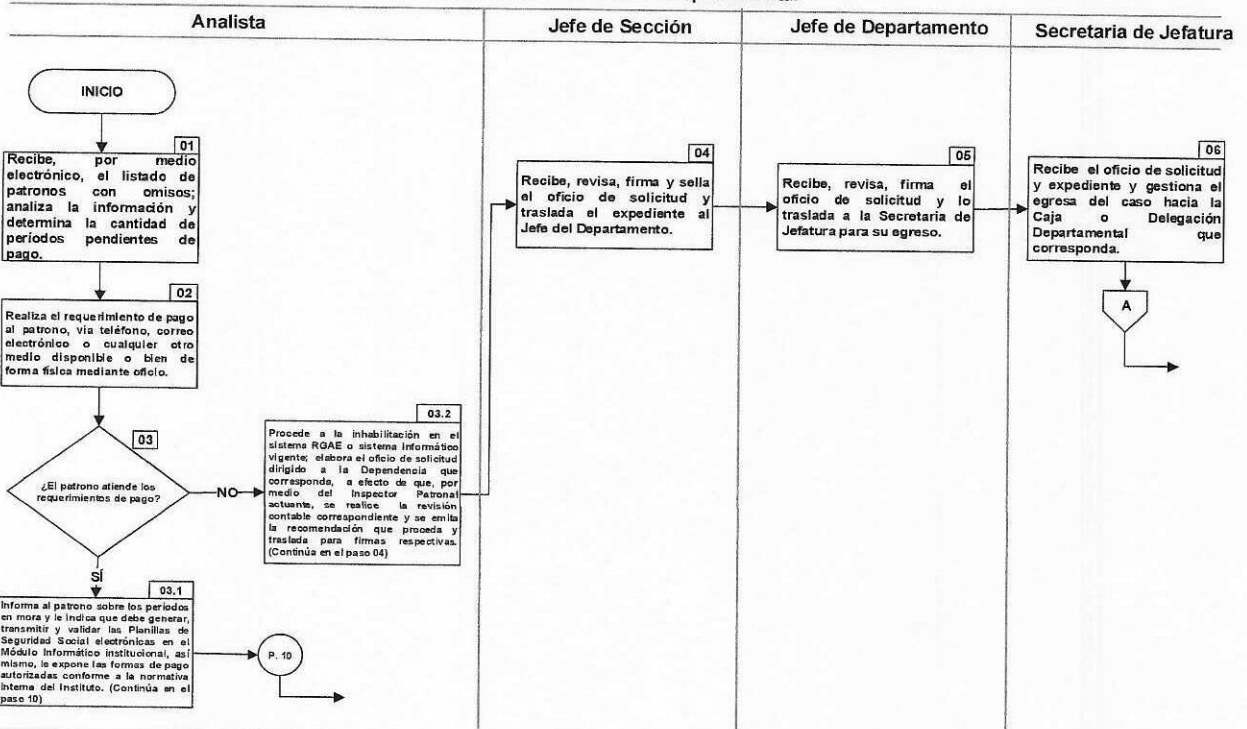 Analista
Jefe de Sección
Jefe de Departamento
Secretaria de Jefatura
INICIO
01
Recibe, por medio
electrónico, el listado de
patronos con omisos;
analiza la información y
determina la cantidad de
períodos pendientes de
pago.
02
Realiza el requerimiento de pago
al patrono, vía teléfono, correo
electrónico o cualquier otro
medio disponible o bien de
forma física mediante oficio.
03
¿El patrono atiende los
requerimientos de pago?
NO
SÍ
03.1
Informa al patrono sobre los períodos
en mora y le indica que debe generar,
transmitir y validar las Planillas de
Seguridad Social electrónicas en el
Módulo Informático institucional, así
mismo, le expone las formas de pago
autorizadas conforme a la normativa
interna del Instituto. (Continúa en el
paso 10)
P. 10
03.2
Procede a la inhabilitación en el
sistema RGAE o sistema informático
vigente; elabora el oficio de solicitud
dirigido a la Dependencia que
corresponda, a efecto de que, por
medio del Inspector Patronal
actuante, se realice la revisión
contable correspondiente y se emita
la recomendación que proceda y
traslada para firmas respectivas.
(Continúa en el paso 04)
04
Recibe, revisa, firma y sella
el oficio de solicitud y
traslada el expediente al
Jefe del Departamento.
05
Recibe, revisa, firma el
oficio de solicitud y lo
traslada a la Secretaria de
Jefatura para su egreso.
06
Recibe el oficio de solicitud
y expediente y gestiona el
egresa del caso hacia la
Caja o Delegación
Departamental que
corresponda.
A